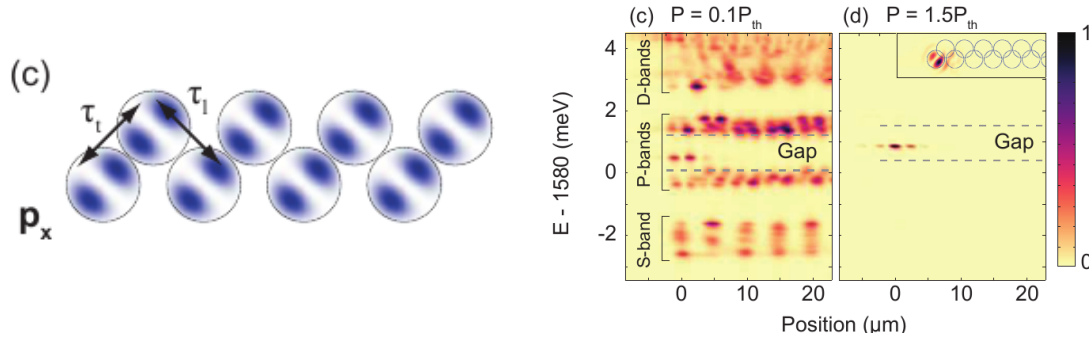 (c)
τt
τl
px
(c) P = 0.1Pth
(d) P = 1.5Pth
E - 1580 (meV)
4
2
0
-2
D-bands
P-bands
S-band
Gap
Gap
0 10 20
0 10 20
Position (μm)
1
0